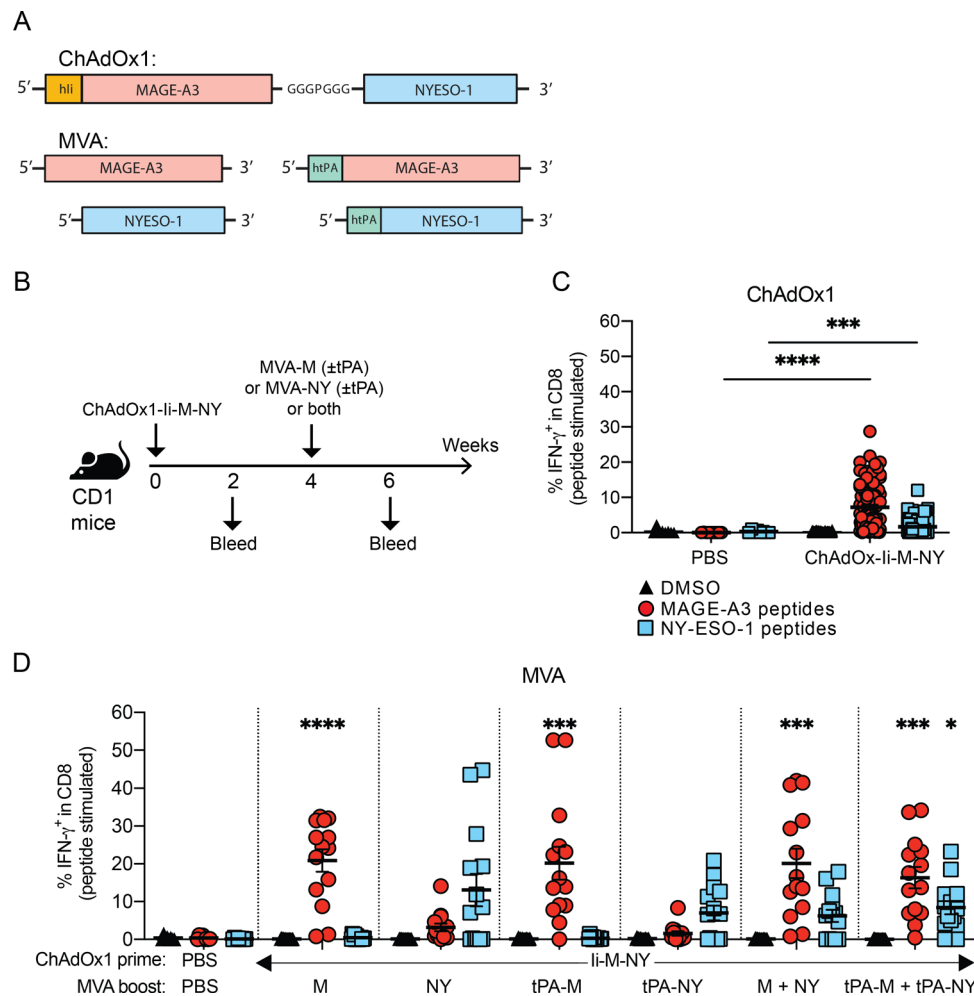 A
ChAdOx1:
5′ hIi MAGE-A3 GGGPGGG NYESO-1 3′
MVA:
5′ MAGE-A3 3′ 5′ htPA MAGE-A3 3′
5′ NYESO-1 3′ 5′ htPA NYESO-1 3′
B
MVA-M (±tPA)
or MVA-NY (±tPA)
or both
ChAdOx1-Ii-M-NY
Weeks
0 2 4 6
CD1
mice
Bleed Bleed
C
ChAdOx1
% IFN-γ+ in CD8
(peptide stimulated)
60
50
40
30
20
10
0
***
****
PBS ChAdOx-Ii-M-NY
DMSO
MAGE-A3 peptides
NY-ESO-1 peptides
D
MVA
% IFN-γ+ in CD8
(peptide stimulated)
60
50
40
30
20
10
0
**** *** *** *** *
ChAdOx1 prime: PBS Ii-M-NY
MVA boost: PBS M NY tPA-M tPA-NY M + NY tPA-M + tPA-NY